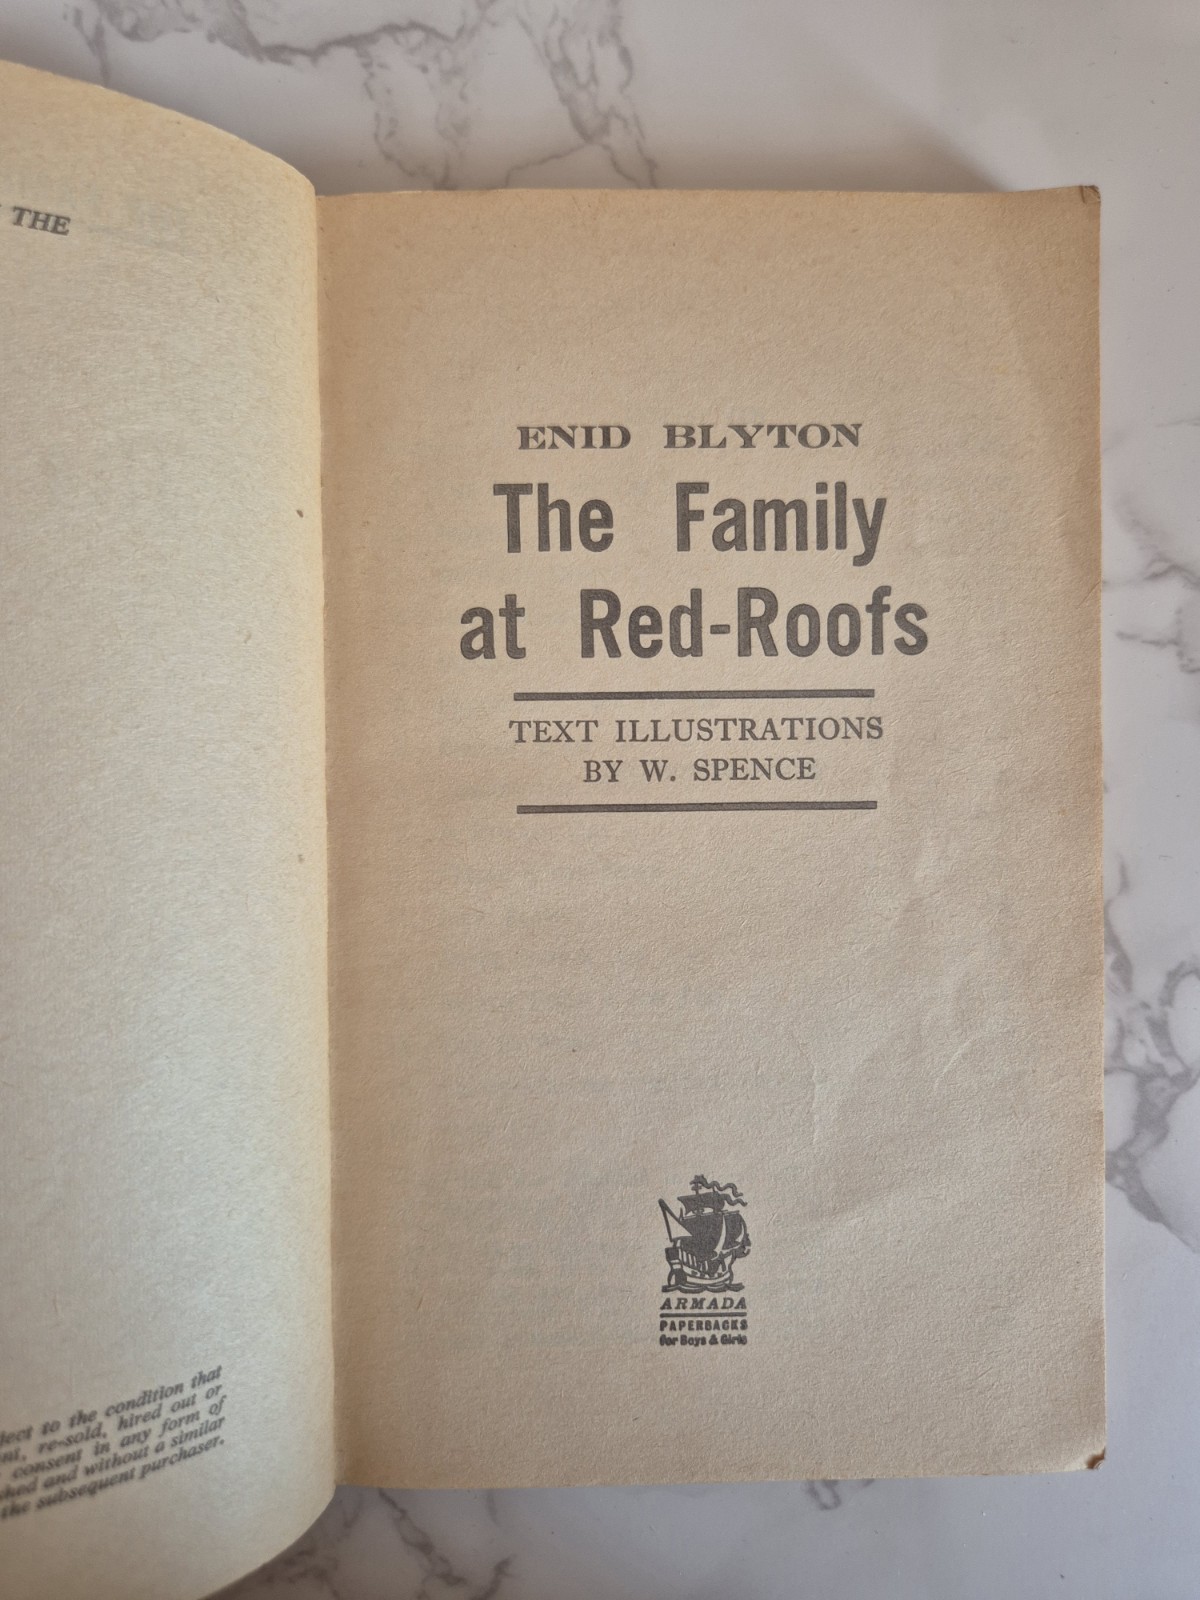 THE
ject to the condition that
nt, re-sold, hired out or
consent in any form of
shed and without a similar
the subsequent purchaser.
ENID BLYTON
The Family
at Red-Roofs
TEXT ILLUSTRATIONS
BY W. SPENCE
ARMADA
PAPERBACKS
for Boys & Girls